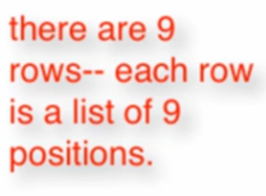 there are 9
rows-- each row
is a list of 9
positions.